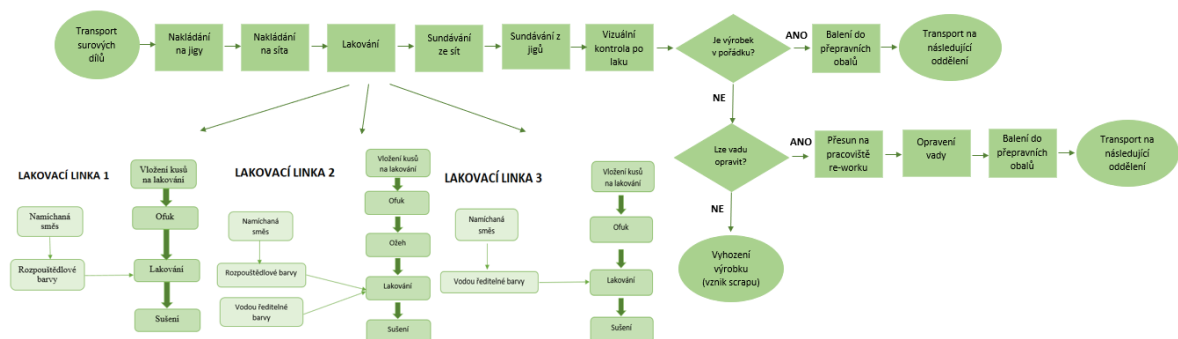 Transport
surových
dílů
Nakládání
na jigy
Nakládání
na síta
Lakování
Sundávání
ze sít
Sundávání z
jigů
Vizuální
kontrola po
laku
Je výrobek
v pořádku?
ANO
Balení do
přepravních
obalů
Transport na
následující
oddělení
NE
Lze vadu
opravit?
ANO
Přesun na
pracoviště
re-worku
Opravení
vady
Balení do
přepravních
obalů
Transport na
následující
oddělení
NE
Vyhození
výrobku
(vznik scrapu)
LAKOVACÍ LINKA 1
Vložení kusů
na lakování
Ofuk
Namíchaná
směs
Rozpouštědlové
barvy
Lakování
Sušení
LAKOVACÍ LINKA 2
Vložení kusů
na lakování
Ofuk
Namíchaná
směs
Ožeh
Rozpouštědlové barvy
Lakování
Vodou ředitelné
barvy
Sušení
LAKOVACÍ LINKA 3
Vložení kusů
na lakování
Ofuk
Namíchaná
směs
Vodou ředitelné barvy
Lakování
Sušení